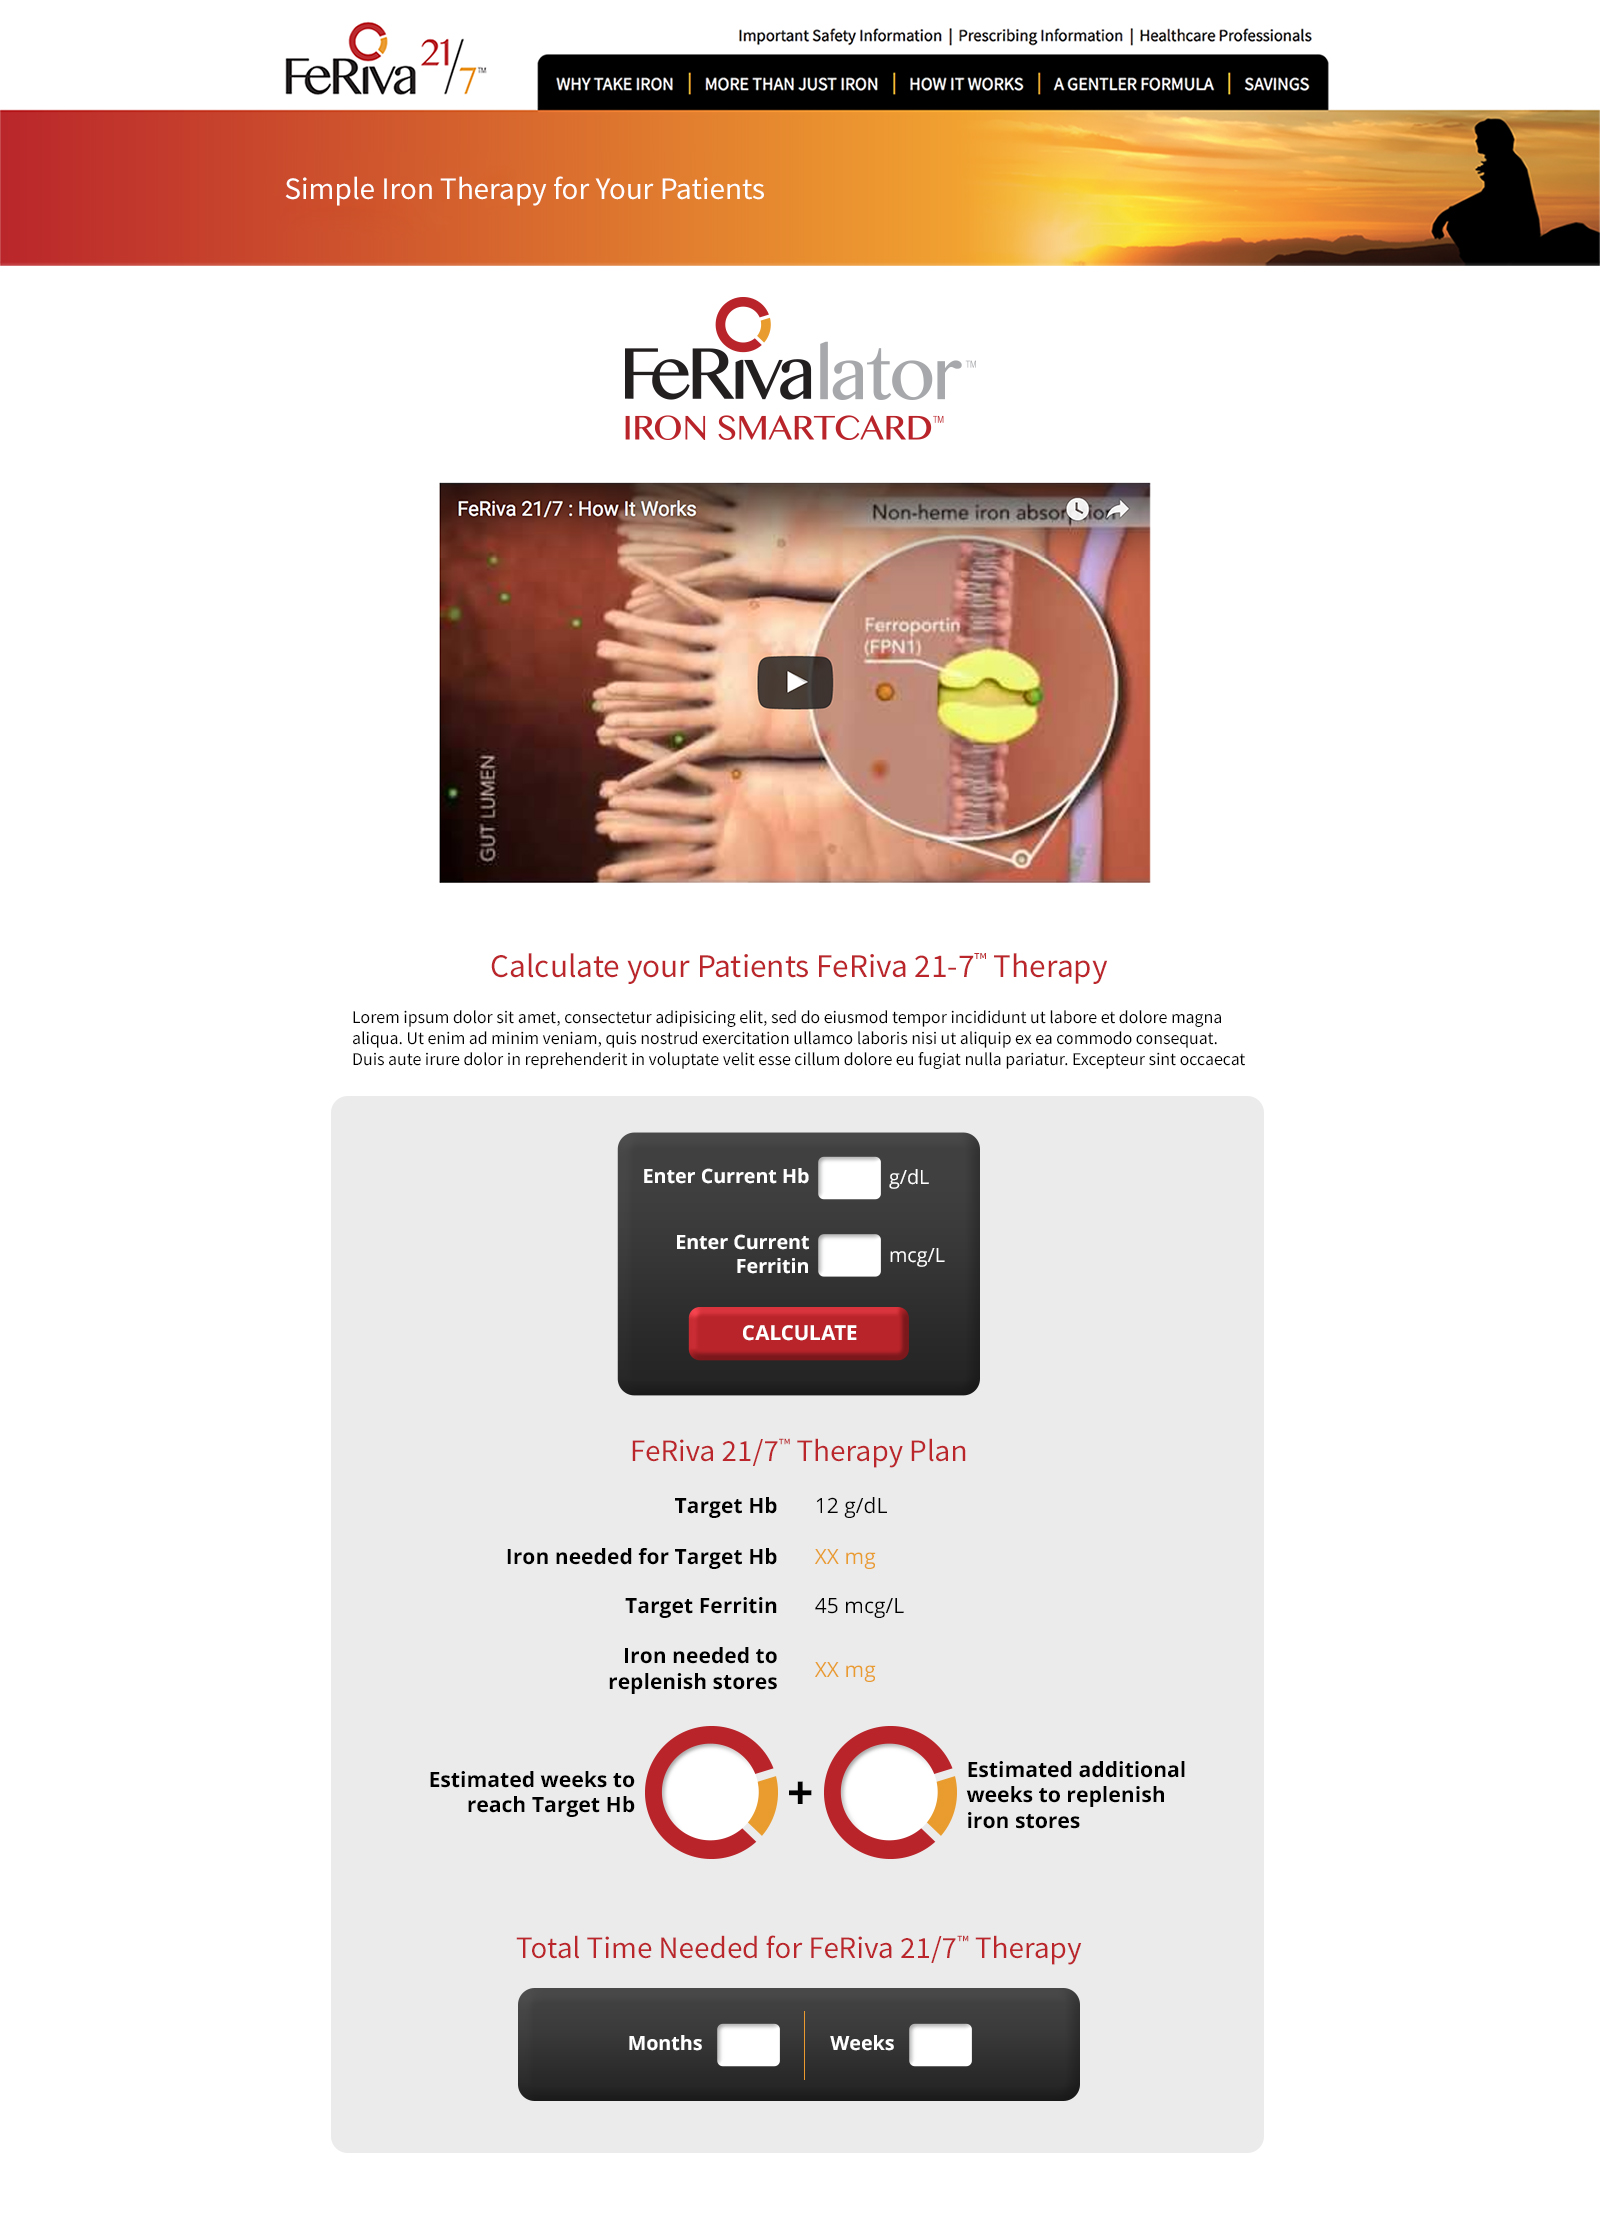 FeRiva 21/7™
Important Safety Information | Prescribing Information | Healthcare Professionals
WHY TAKE IRON | MORE THAN JUST IRON | HOW IT WORKS | A GENTLER FORMULA | SAVINGS
Simple Iron Therapy for Your Patients
FeRivalator™
IRON SMARTCARD™
FeRiva 21/7 : How It Works
Non-heme iron absorption
Ferroportin
(FPN1)
GUT LUMEN
Calculate your Patients FeRiva 21-7™ Therapy
Lorem ipsum dolor sit amet, consectetur adipisicing elit, sed do eiusmod tempor incididunt ut labore et dolore magna
aliqua. Ut enim ad minim veniam, quis nostrud exercitation ullamco laboris nisi ut aliquip ex ea commodo consequat.
Duis aute irure dolor in reprehenderit in voluptate velit esse cillum dolore eu fugiat nulla pariatur. Excepteur sint occaecat
Enter Current Hb g/dL
Enter Current
Ferritin mcg/L
CALCULATE
FeRiva 21/7™ Therapy Plan
Target Hb 12 g/dL
Iron needed for Target Hb XX mg
Target Ferritin 45 mcg/L
Iron needed to
replenish stores XX mg
Estimated weeks to
reach Target Hb
+
Estimated additional
weeks to replenish
iron stores
Total Time Needed for FeRiva 21/7™ Therapy
Months Weeks